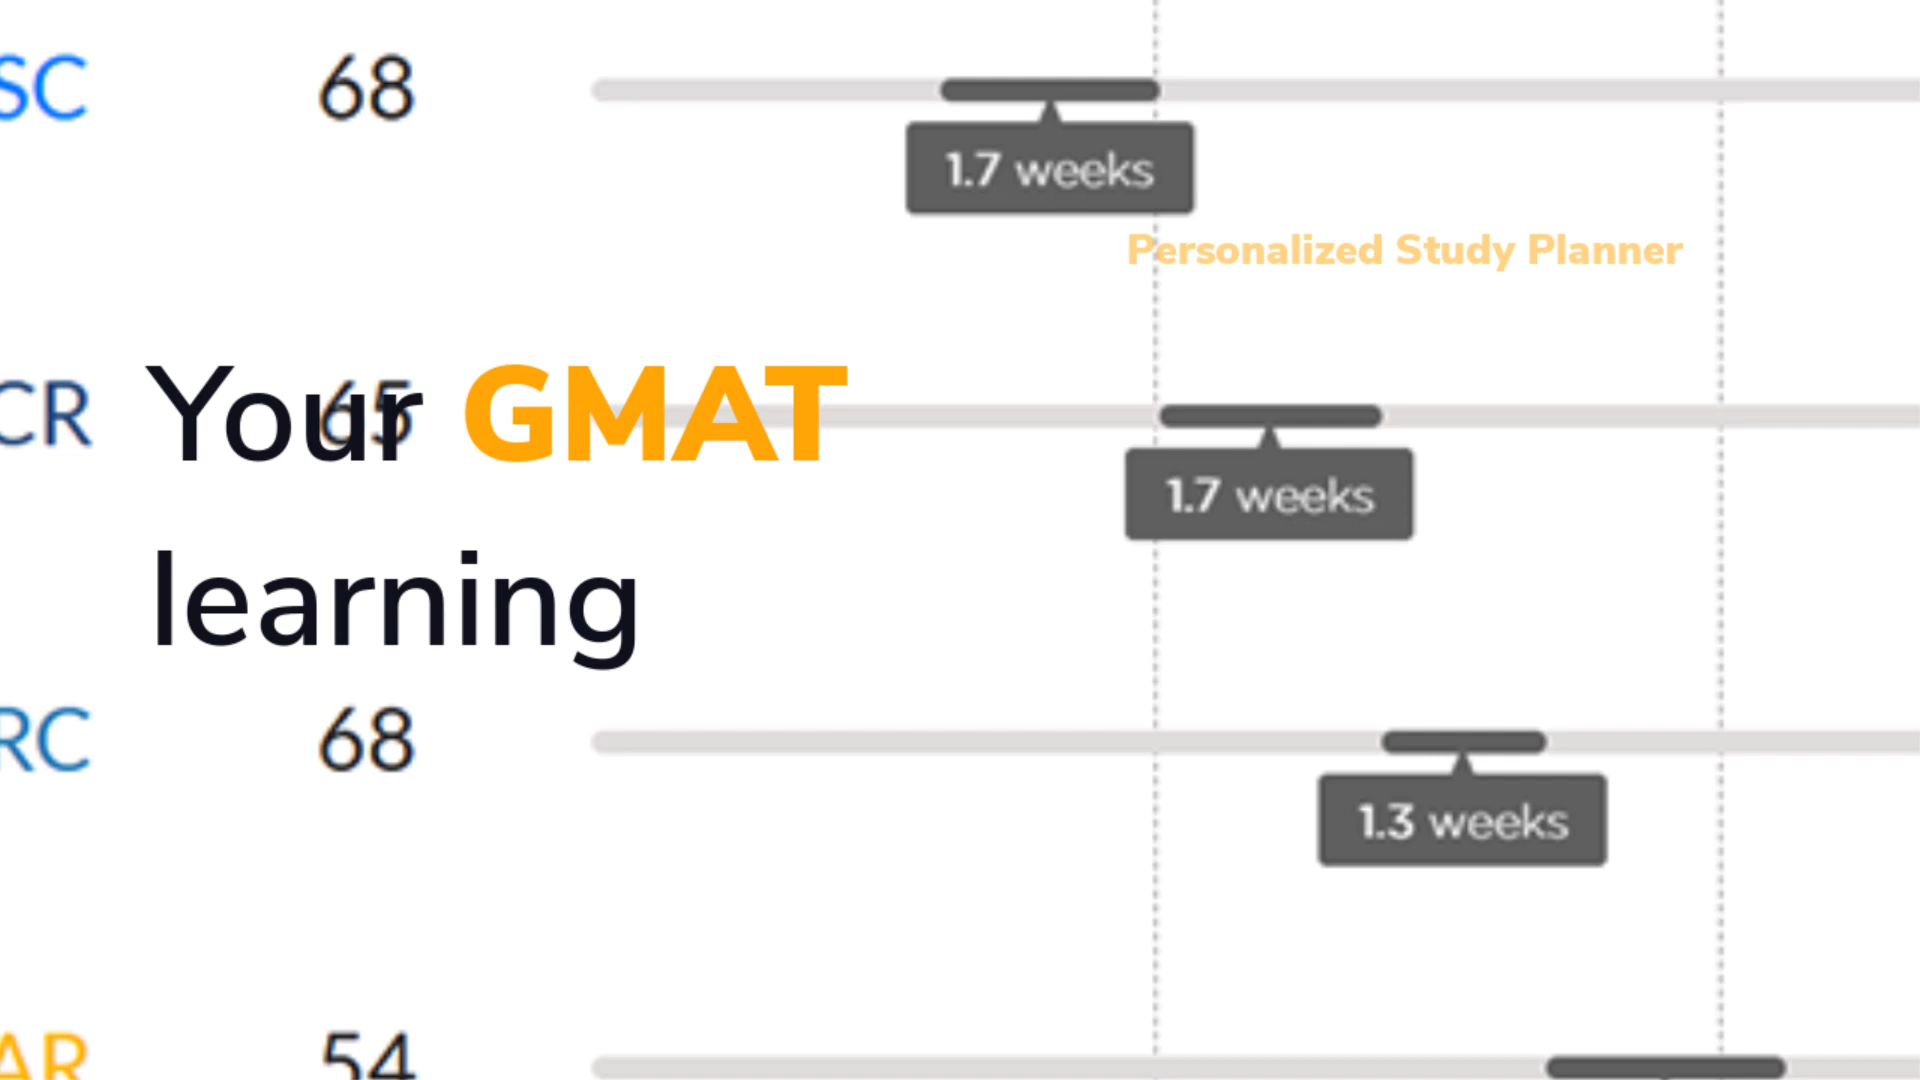 SC 68
1.7 weeks
Personalized Study Planner
CR 65
Your GMAT
1.7 weeks
learning
RC 68
1.3 weeks
AR 54